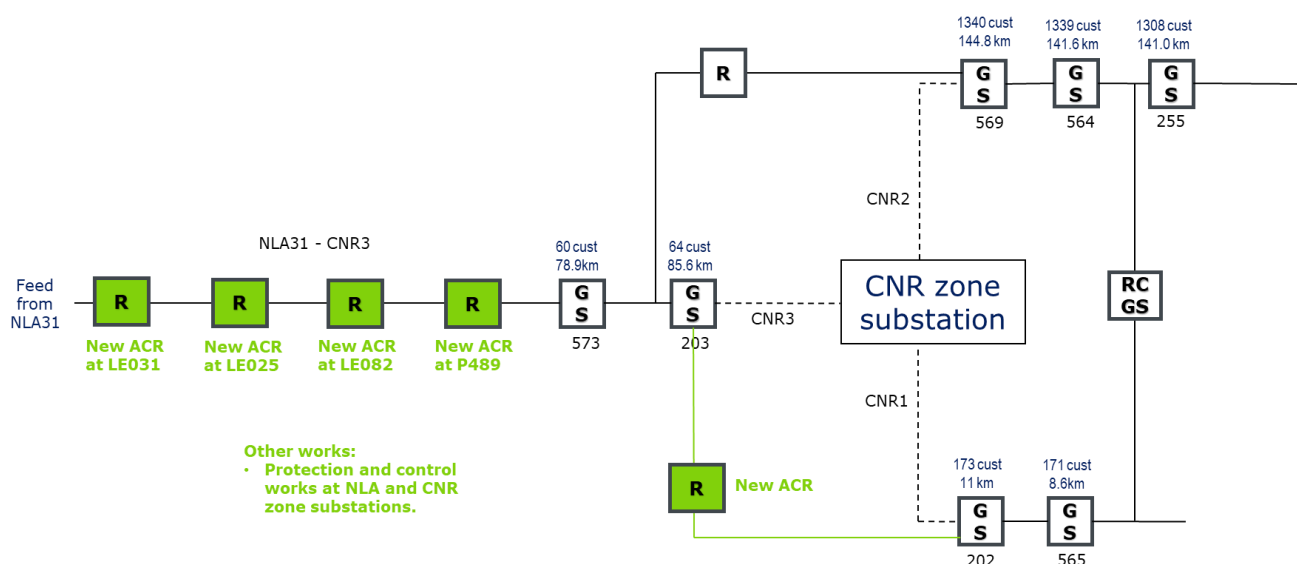 1340 cust
144.8 km
1339 cust
141.6 km
1308 cust
141.0 km
R
G
S
G
S
G
S
569
564
255
CNR2
NLA31 - CNR3
60 cust
78.9km
64 cust
85.6 km
Feed
from
NLA31
R
R
R
R
G
S
G
S
CNR zone
substation
RC
GS
CNR3
573
203
New ACR
at LE031
New ACR
at LE025
New ACR
at LE082
New ACR
at P489
CNR1
Other works:
• Protection and control
works at NLA and CNR
zone substations.
R
New ACR
173 cust
11 km
171 cust
8.6km
G
S
G
S
202
565